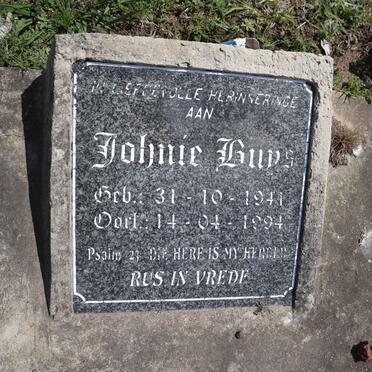 IN LIEFDEVOLLE HERINNERINGE
AAN
Johnie Buys
Geb.: 31 - 10 - 1941
Oorl.: 14 - 04 - 1994
Psalm 23 DIE HERE IS MY HERDER
RUS IN VREDE